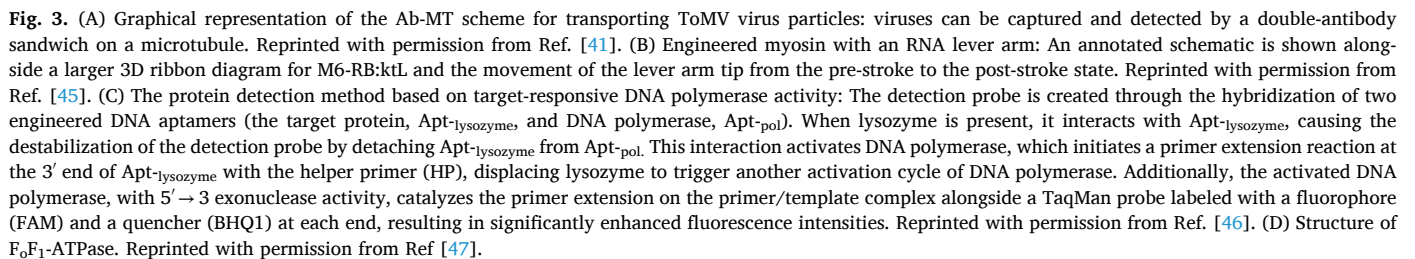 Fig. 3. (A) Graphical representation of the Ab-MT scheme for transporting ToMV virus particles: viruses can be captured and detected by a double-antibody
sandwich on a microtubule. Reprinted with permission from Ref. [41]. (B) Engineered myosin with an RNA lever arm: An annotated schematic is shown along-
side a larger 3D ribbon diagram for M6-RB:ktL and the movement of the lever arm tip from the pre-stroke to the post-stroke state. Reprinted with permission from
Ref. [45]. (C) The protein detection method based on target-responsive DNA polymerase activity: The detection probe is created through the hybridization of two
engineered DNA aptamers (the target protein, Apt-lysozyme, and DNA polymerase, Apt-pol). When lysozyme is present, it interacts with Apt-lysozyme, causing the
destabilization of the detection probe by detaching Apt-lysozyme from Apt-pol. This interaction activates DNA polymerase, which initiates a primer extension reaction at
the 3′ end of Apt-lysozyme with the helper primer (HP), displacing lysozyme to trigger another activation cycle of DNA polymerase. Additionally, the activated DNA
polymerase, with 5′→3 exonuclease activity, catalyzes the primer extension on the primer/template complex alongside a TaqMan probe labeled with a fluorophore
(FAM) and a quencher (BHQ1) at each end, resulting in significantly enhanced fluorescence intensities. Reprinted with permission from Ref. [46]. (D) Structure of
FoF1-ATPase. Reprinted with permission from Ref [47].